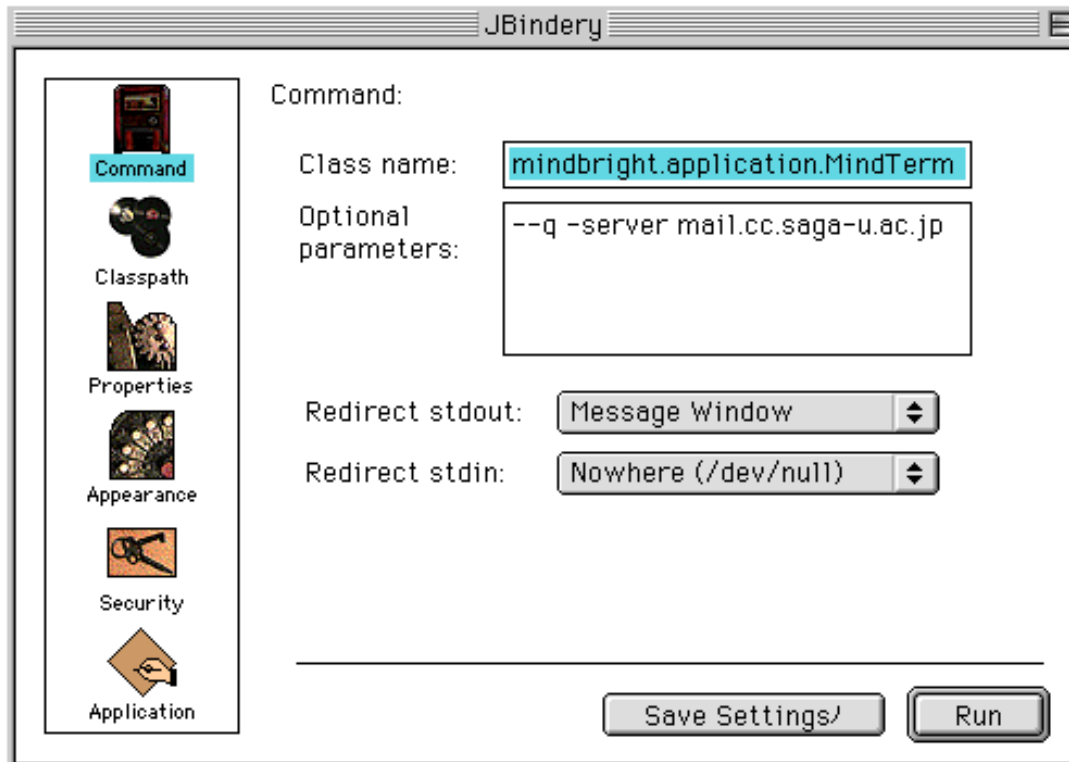 JBindery
Command
Classpath
Properties
Appearance
Security
Application
Command:
Class name: mindbright.application.MindTerm
Optional
parameters:
--q -server mail.cc.saga-u.ac.jp
Redirect stdout: Message Window
Redirect stdin: Nowhere (/dev/null)
Save Settings
Run